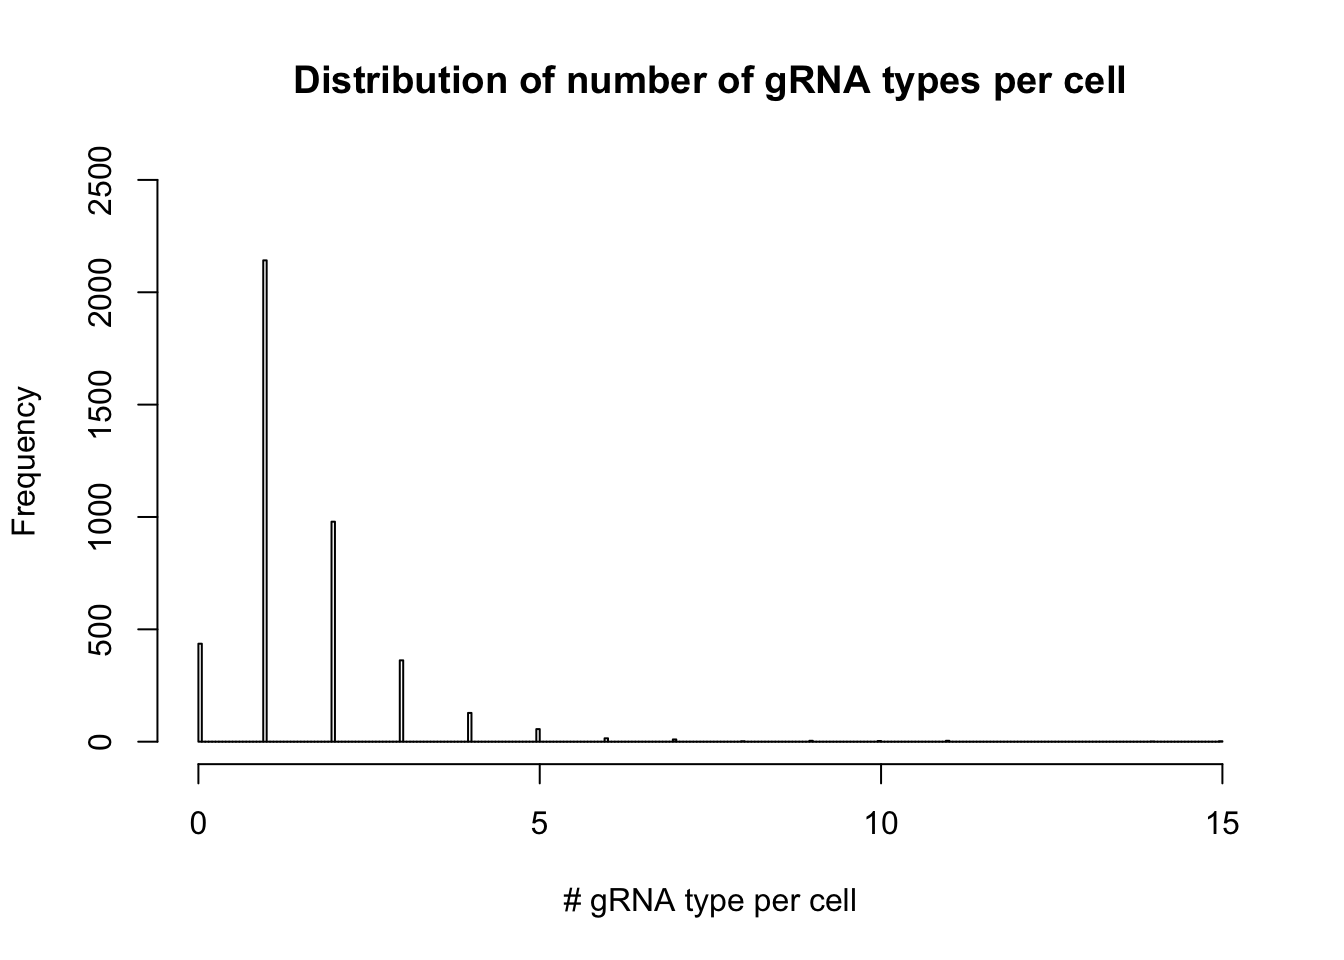 Distribution of number of gRNA types per cell
Frequency
2500
2000
1500
1000
500
0
0 5 10 15
# gRNA type per cell